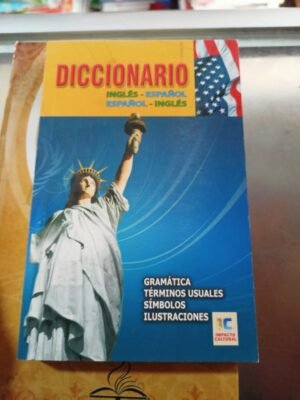 DICCIONARIO
INGLÉS - ESPAÑOL
ESPAÑOL - INGLÉS
GRAMÁTICA
TÉRMINOS USUALES
SÍMBOLOS
ILUSTRACIONES
IC
IMPACTO
CULTURAL